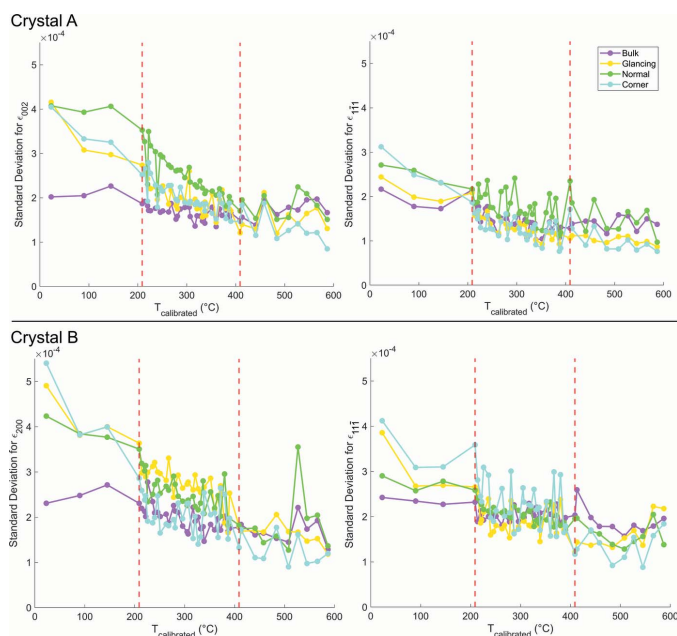 Crystal A
×10⁻⁴
5
4
3
2
1
0
0 100 200 300 400 500 600
Standard Deviation for ε002
Tcalibrated (°C)
×10⁻⁴
5
4
3
2
1
0
0 100 200 300 400 500 600
Standard Deviation for ε1̄11
Tcalibrated (°C)
Bulk
Glancing
Normal
Corner
Crystal B
×10⁻⁴
5
4
3
2
1
0
0 100 200 300 400 500 600
Standard Deviation for ε200
Tcalibrated (°C)
×10⁻⁴
5
4
3
2
1
0
0 100 200 300 400 500 600
Standard Deviation for ε111̄
Tcalibrated (°C)